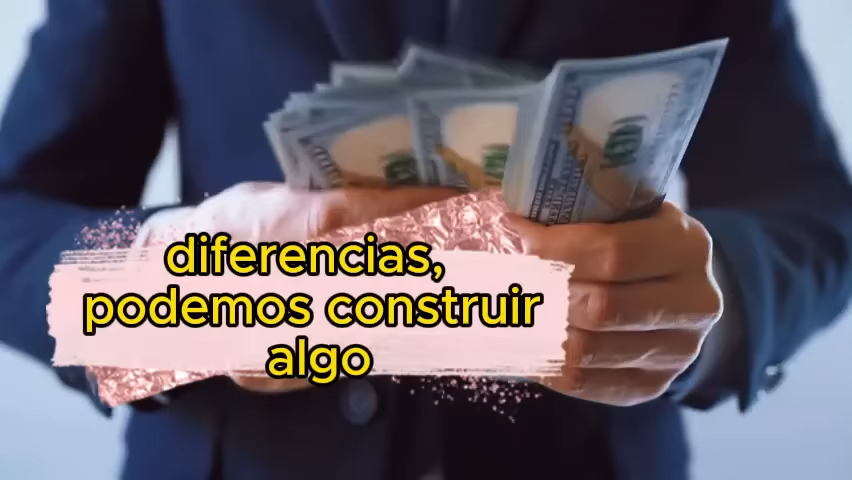 diferencias,
podemos construir
algo